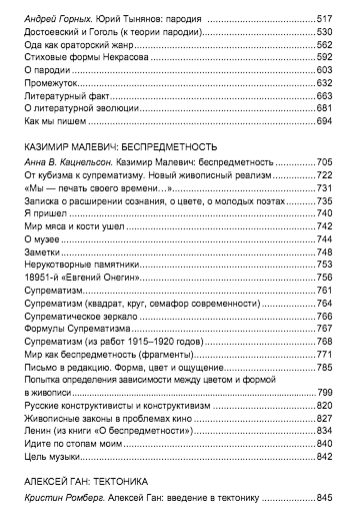 Андрей Горных. Юрий Тынянов: пародия ................................517
Достоевский и Гоголь (к теории пародии)................................530
Ода как ораторский жанр ................................562
Стиховые формы Некрасова ................................592
О пародии ................................603
Промежуток................................632
Литературный факт................................664
О литературной эволюции................................681
Как мы пишем ................................693
КАЗИМИР МАЛЕВИЧ: БЕСПРЕДМЕТНОСТЬ
Анна В. Кацнельсон. Казимир Малевич: беспредметность ............705
От кубизма к супрематизму. Новый живописный реализм ............722
«Мы — печать своего времени...»................................731
Записка о расширении сознания, о цвете, о молодых поэтах............735
Я пришел ................................740
Мир мяса и кости ушел ................................742
О музее ................................744
Заметки ................................748
Нерукотворные памятники................................753
18951-й «Евгений Онегин»................................756
Супрематизм................................761
Супрематизм (квадрат, круг, семафор современности) ............764
Супрематическое зеркало ................................766
Формулы Супрематизма................................767
Супрематизм (из работ 1915–1920 годов)................................768
Мир как беспредметность (фрагменты)................................771
Письмо в редакцию. Форма, цвет и ощущение................................785
Попытка определения зависимости между цветом и формой
в живописи................................799
Русские конструктивисты и конструктивизм ................................820
Живописные законы в проблемах кино ................................827
Ленин (из книги «О беспредметности»)................................834
Идите по стопам моим................................840
Цель музыки................................842
АЛЕКСЕЙ ГАН: ТЕКТОНИКА
Кристин Ромберг. Алексей Ган: введение в тектонику ............845